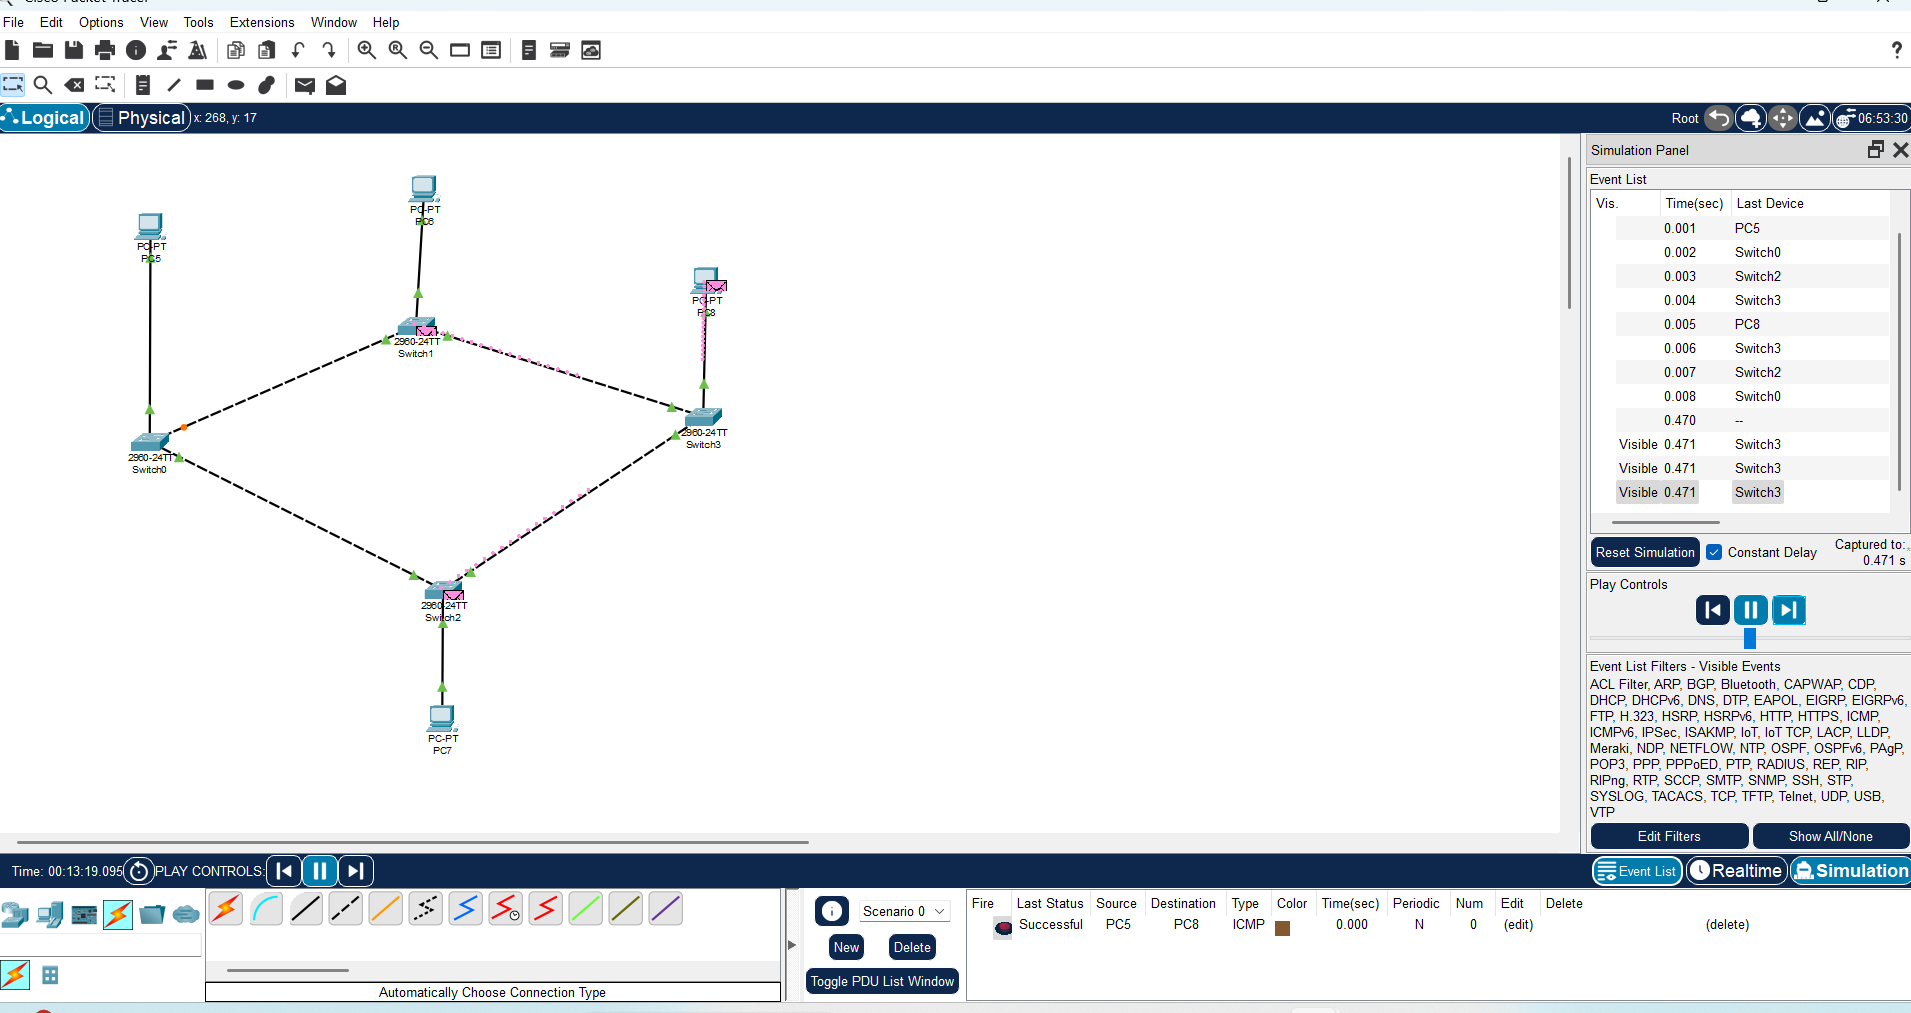 Cisco Packet Tracer
File Edit Options View Tools Extensions Window Help
?
Logical Physical x: 268, y: 17
Root 06:53:30
PC-PT
PC5
PC-PT
PC6
PC-PT
PC8
2960-24TT
Switch1
2960-24TT
Switch3
2960-24TT
Switch0
2960-24TT
Switch2
PC-PT
PC7
Simulation Panel
Event List
Vis. Time(sec) Last Device
0.001 PC5
0.002 Switch0
0.003 Switch2
0.004 Switch3
0.005 PC8
0.006 Switch3
0.007 Switch2
0.008 Switch0
0.470 --
Visible 0.471 Switch3
Visible 0.471 Switch3
Visible 0.471 Switch3
Reset Simulation Constant Delay Captured to:
0.471 s
Play Controls
Event List Filters - Visible Events
ACL Filter, ARP, BGP, Bluetooth, CAPWAP, CDP,
DHCP, DHCPv6, DNS, DTP, EAPOL, EIGRP, EIGRPv6,
FTP, H.323, HSRP, HSRPv6, HTTP, HTTPS, ICMP,
ICMPv6, IPSec, ISAKMP, IoT, IoT TCP, LACP, LLDP,
Meraki, NDP, NETFLOW, NTP, OSPF, OSPFv6, PAgP,
POP3, PPP, PPPoED, PTP, RADIUS, REP, RIP,
RIPng, RTP, SCCP, SMTP, SNMP, SSH, STP,
SYSLOG, TACACS, TCP, TFTP, Telnet, UDP, USB,
VTP
Edit Filters Show All/None
Time: 00:13:19.095 PLAY CONTROLS:
Event List Realtime Simulation
Scenario 0
New Delete
Toggle PDU List Window
Fire Last Status Source Destination Type Color Time(sec) Periodic Num Edit Delete
Successful PC5 PC8 ICMP 0.000 N 0 (edit) (delete)
Automatically Choose Connection Type